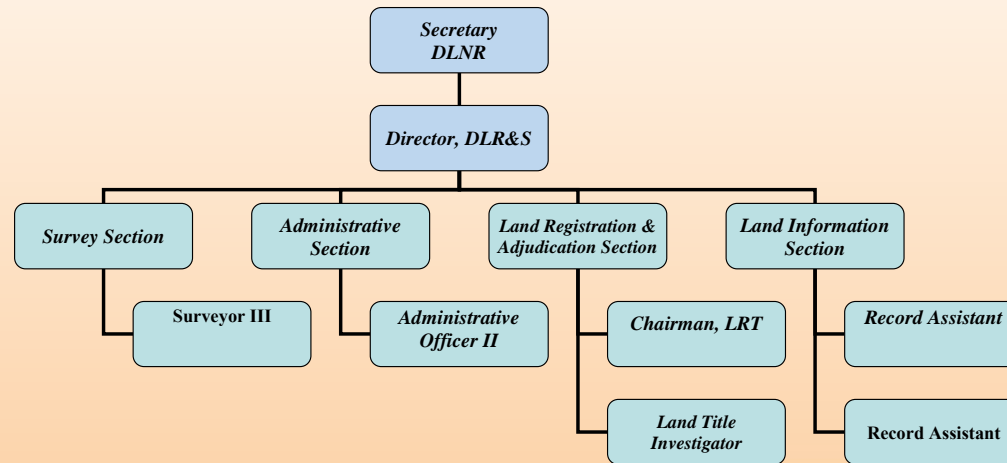 Secretary
DLNR
Director, DLR&S
Survey Section
Administrative
Section
Land Registration &
Adjudication Section
Land Information
Section
Surveyor III
Administrative
Officer II
Chairman, LRT
Record Assistant
Land Title
Investigator
Record Assistant